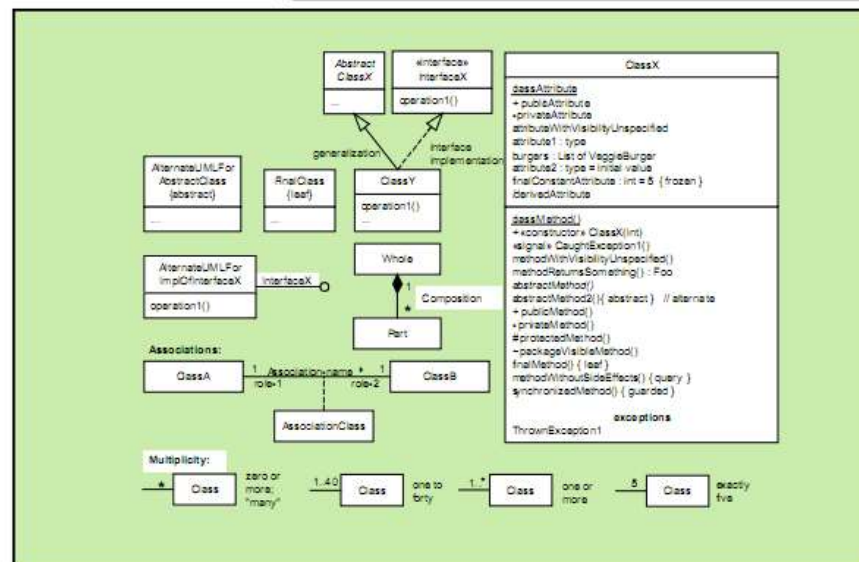 Abstract
ClassX
...
«interface»
InterfaceX
operation1()
generalization
interface
implementation
AlternateUMLFor
AbstractClass
{abstract}
...
FinalClass
{leaf}
...
ClassY
operation1()
...
AlternateUMLFor
ImplOfInterfaceX
operation1()
InterfaceX
Whole
1
Composition
*
Part
Associations:
ClassA
1 Association-name * 1
role-1 role-2
ClassB
AssociationClass
Multiplicity:
*
Class
zero or
more;
"many"
1..40
Class
one to
forty
1..*
Class
one or
more
5
Class
exactly
five
ClassX
classAttribute
+ publicAttribute
-privateAttribute
attributeWithVisibilityUnspecified
attribute1 : type
burgers : List of VeggieBurger
attribute2 : type = initial value
finalConstantAttribute : int = 5 { frozen }
/derivedAttribute
classMethod()
+ «constructor» ClassX(int)
«signal» CaughtException1()
methodWithVisibilityUnspecified()
methodReturnsSomething() : Foo
abstractMethod()
abstractMethod2() { abstract } // alternate
+ publicMethod()
- privateMethod()
# protectedMethod()
~ packageVisibleMethod()
finalMethod() { leaf }
methodWithoutSideEffects() { query }
synchronizedMethod() { guarded }
exceptions
ThrownException1